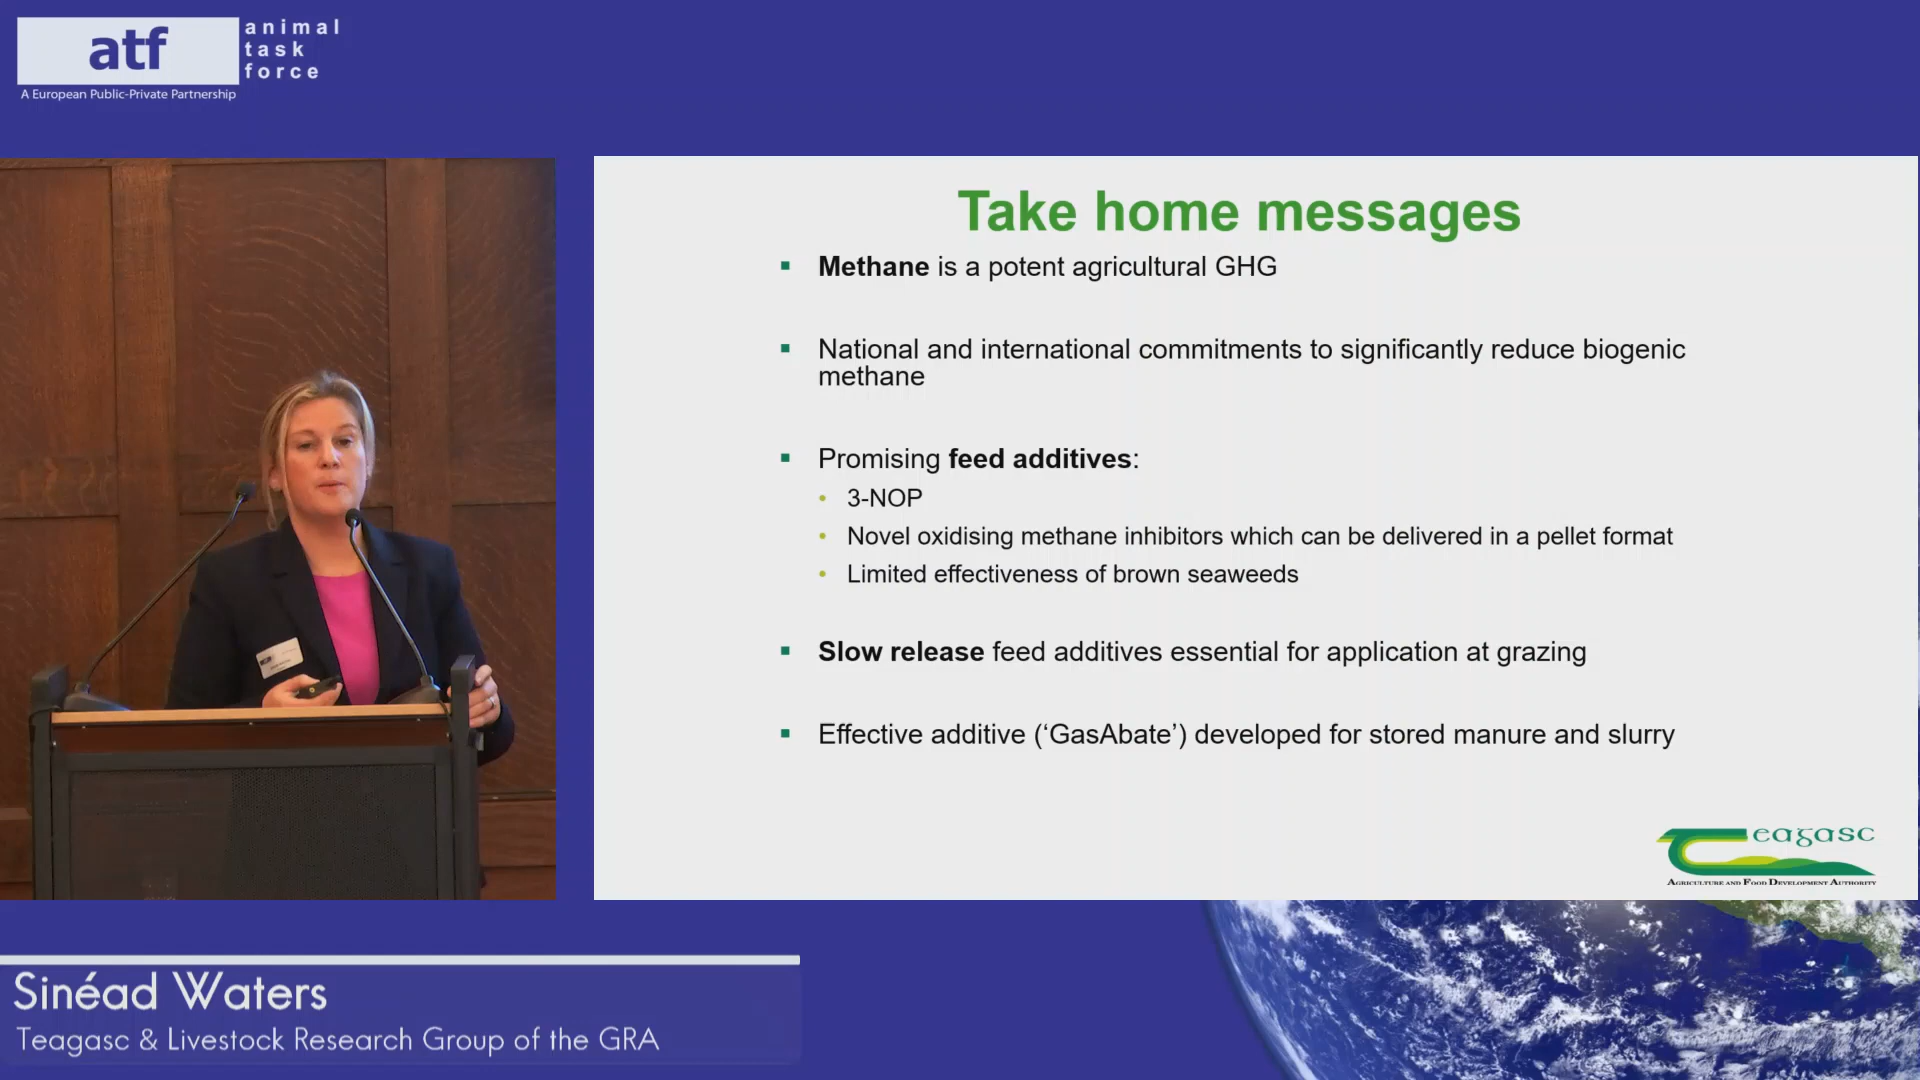 atf
animal
task
force
A European Public-Private Partnership
Take home messages
Methane is a potent agricultural GHG
National and international commitments to significantly reduce biogenic
methane
Promising feed additives:
3-NOP
Novel oxidising methane inhibitors which can be delivered in a pellet format
Limited effectiveness of brown seaweeds
Slow release feed additives essential for application at grazing
Effective additive (‘GasAbate’) developed for stored manure and slurry
Teagasc
Agriculture and Food Development Authority
Sinéad Waters
Teagasc & Livestock Research Group of the GRA